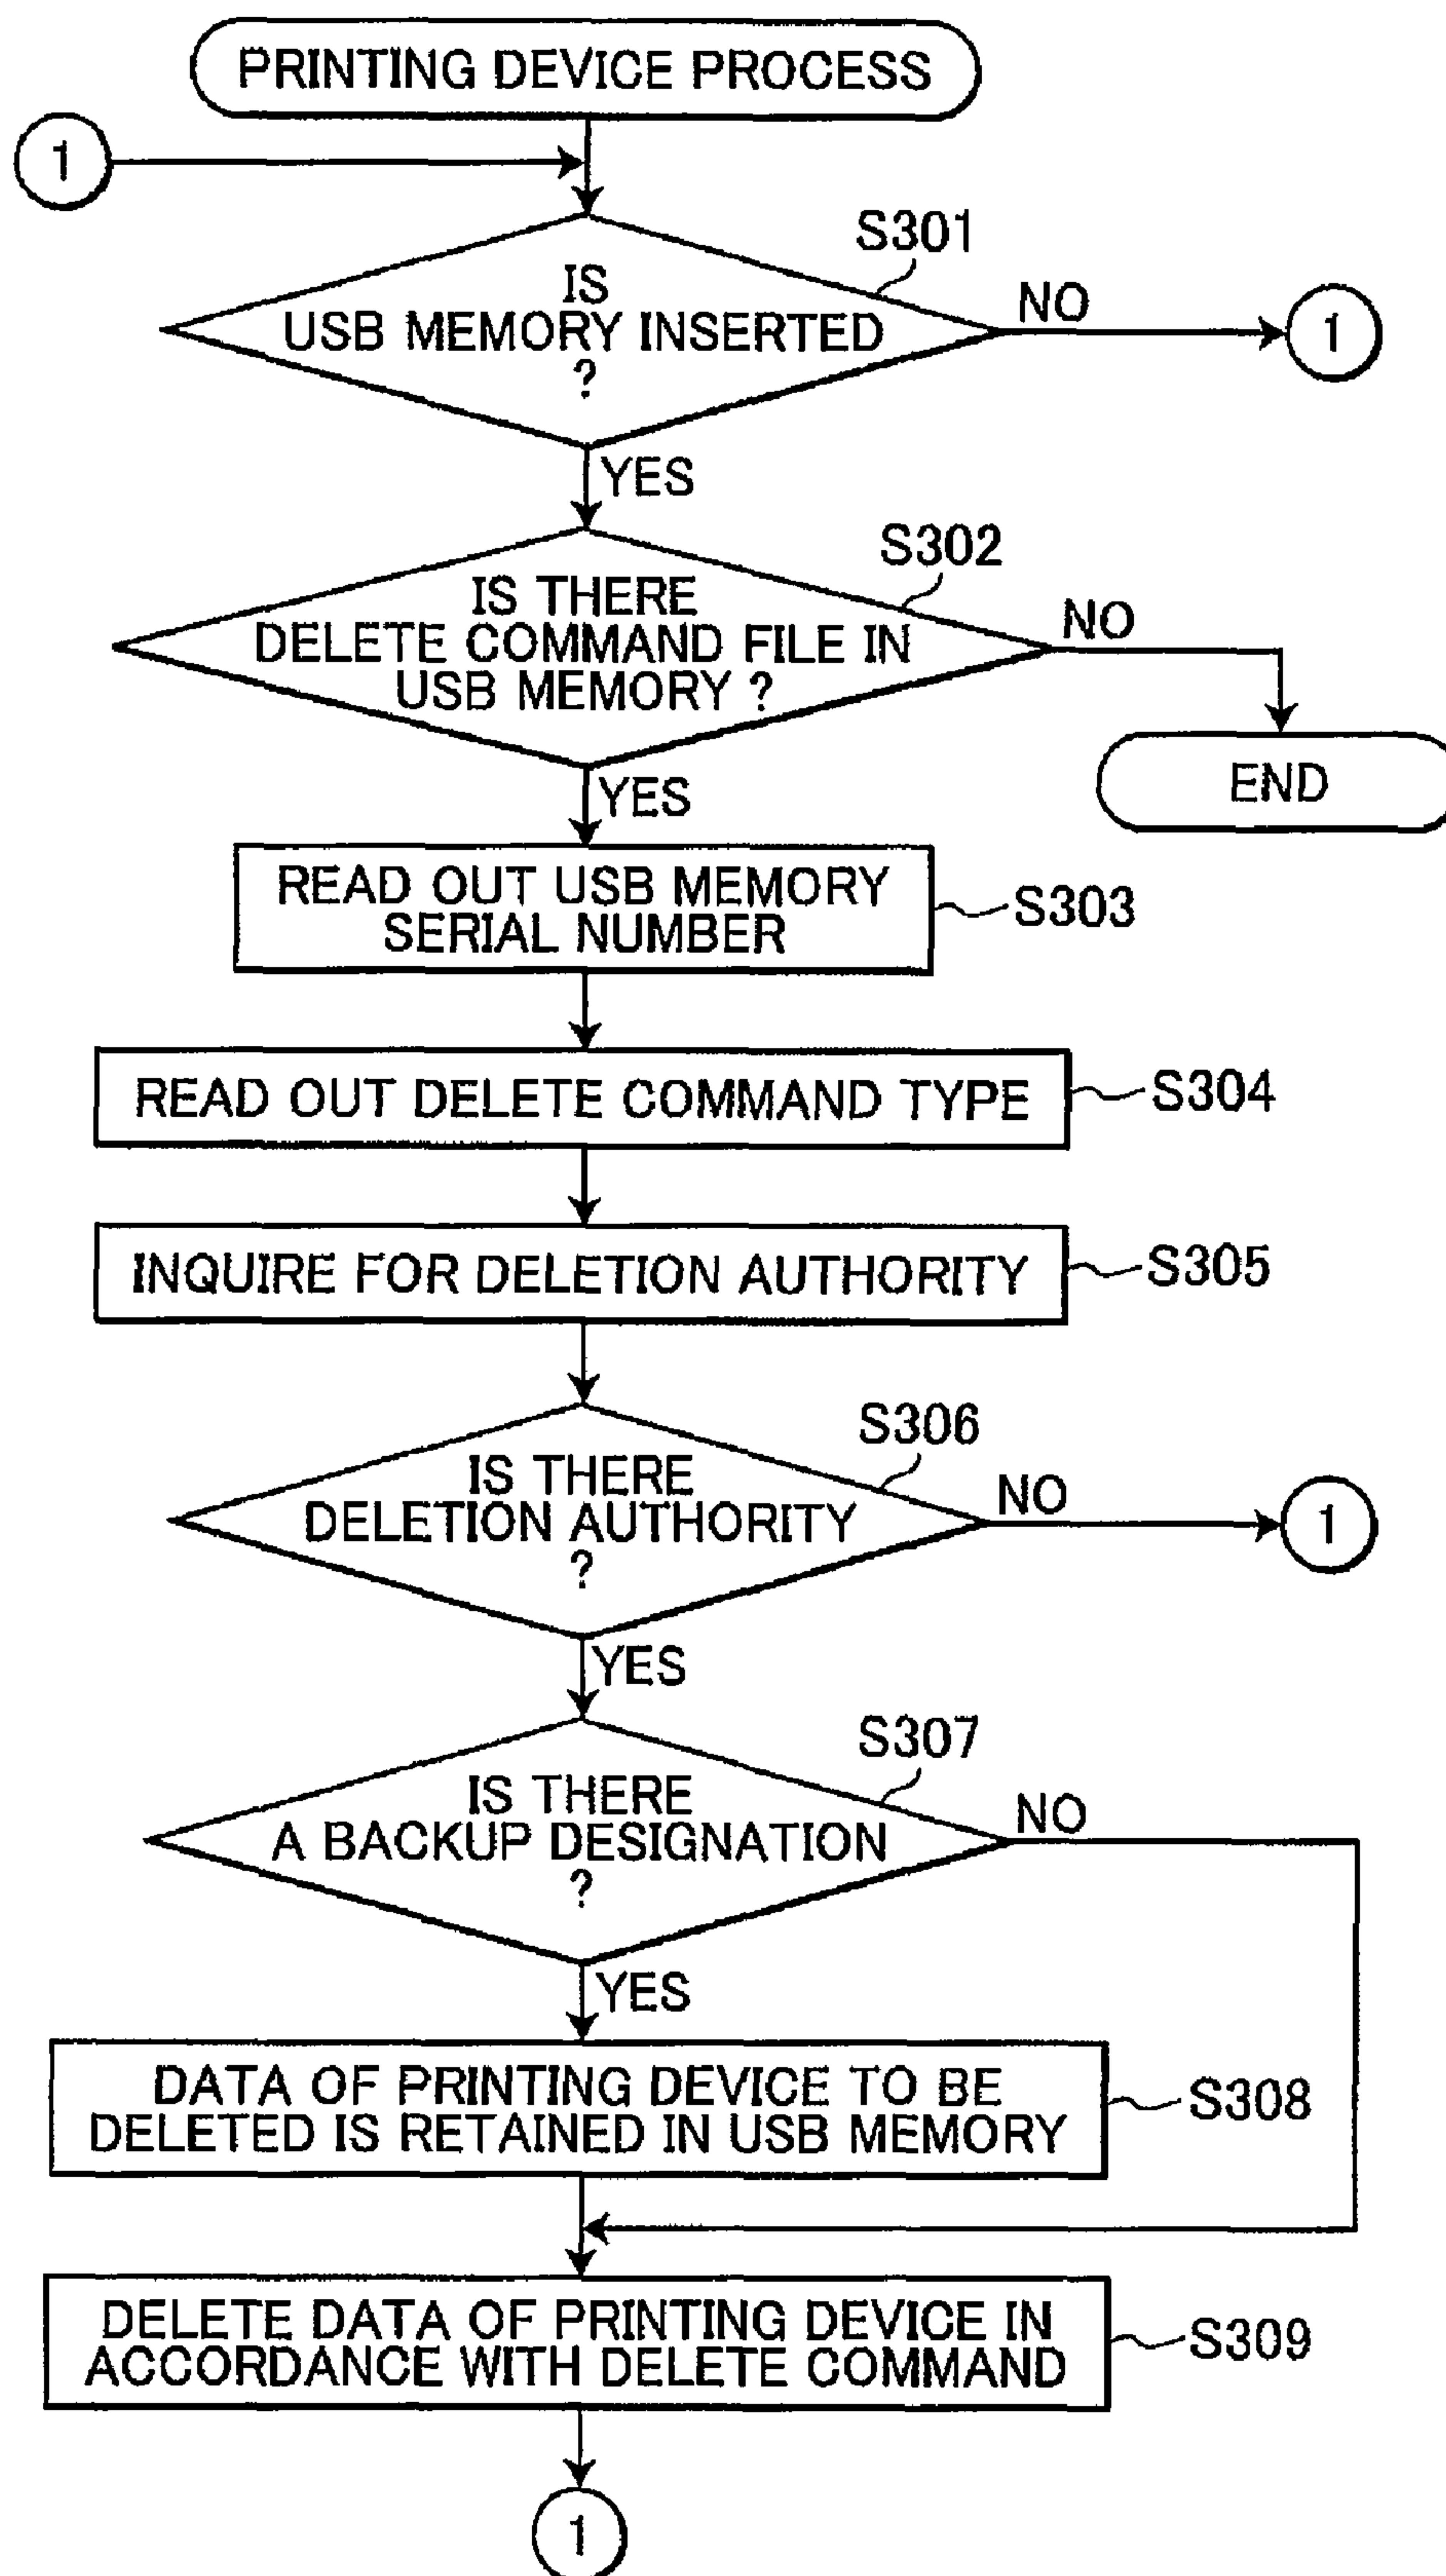 PRINTING DEVICE PROCESS
1
S301
IS
USB MEMORY INSERTED
?
NO
1
YES
S302
IS THERE
DELETE COMMAND FILE IN
USB MEMORY ?
NO
END
YES
READ OUT USB MEMORY
SERIAL NUMBER
S303
READ OUT DELETE COMMAND TYPE
S304
INQUIRE FOR DELETION AUTHORITY
S305
S306
IS THERE
DELETION AUTHORITY
?
NO
1
YES
S307
IS THERE
A BACKUP DESIGNATION
?
NO
YES
DATA OF PRINTING DEVICE TO BE
DELETED IS RETAINED IN USB MEMORY
S308
DELETE DATA OF PRINTING DEVICE IN
ACCORDANCE WITH DELETE COMMAND
S309
1